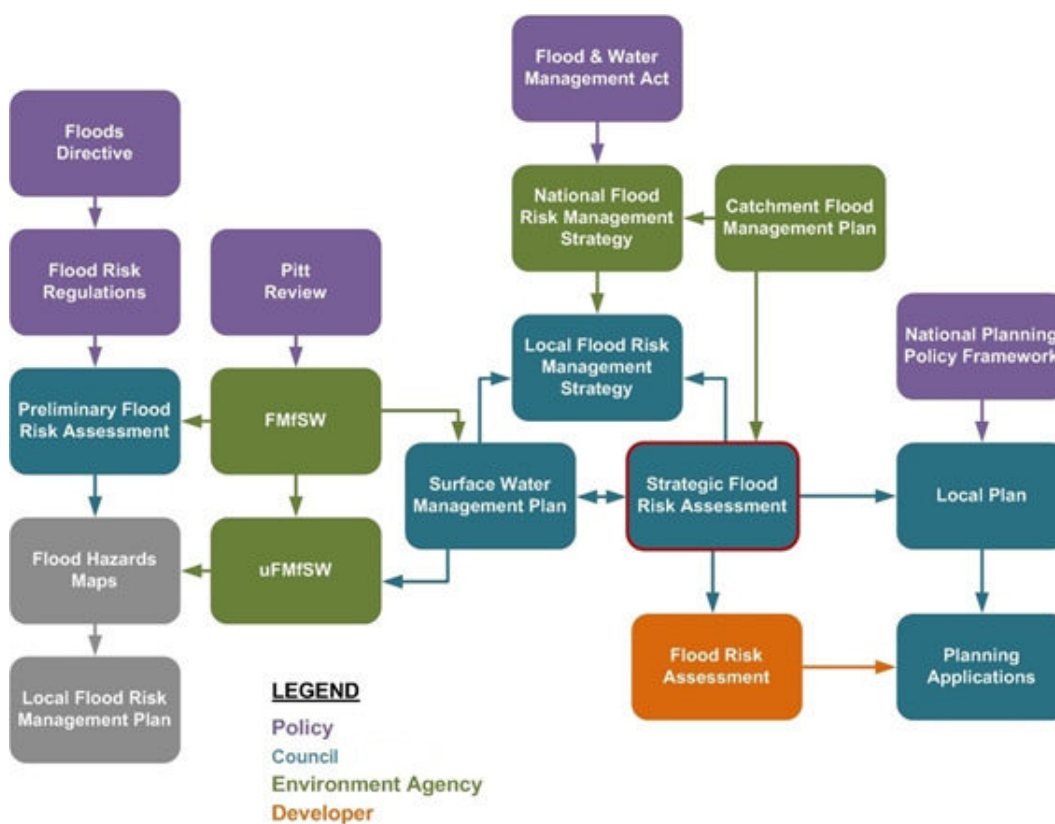 Flood & Water
Management Act
Floods
Directive
National Flood
Risk Management
Strategy
Catchment Flood
Management Plan
Flood Risk
Regulations
Pitt
Review
Local Flood Risk
Management
Strategy
National Planning
Policy Framework
Preliminary Flood
Risk Assessment
FMfSW
Surface Water
Management Plan
Strategic Flood
Risk Assessment
Local Plan
Flood Hazards
Maps
uFMfSW
Flood Risk
Assessment
Planning
Applications
Local Flood Risk
Management Plan
LEGEND
Policy
Council
Environment Agency
Developer